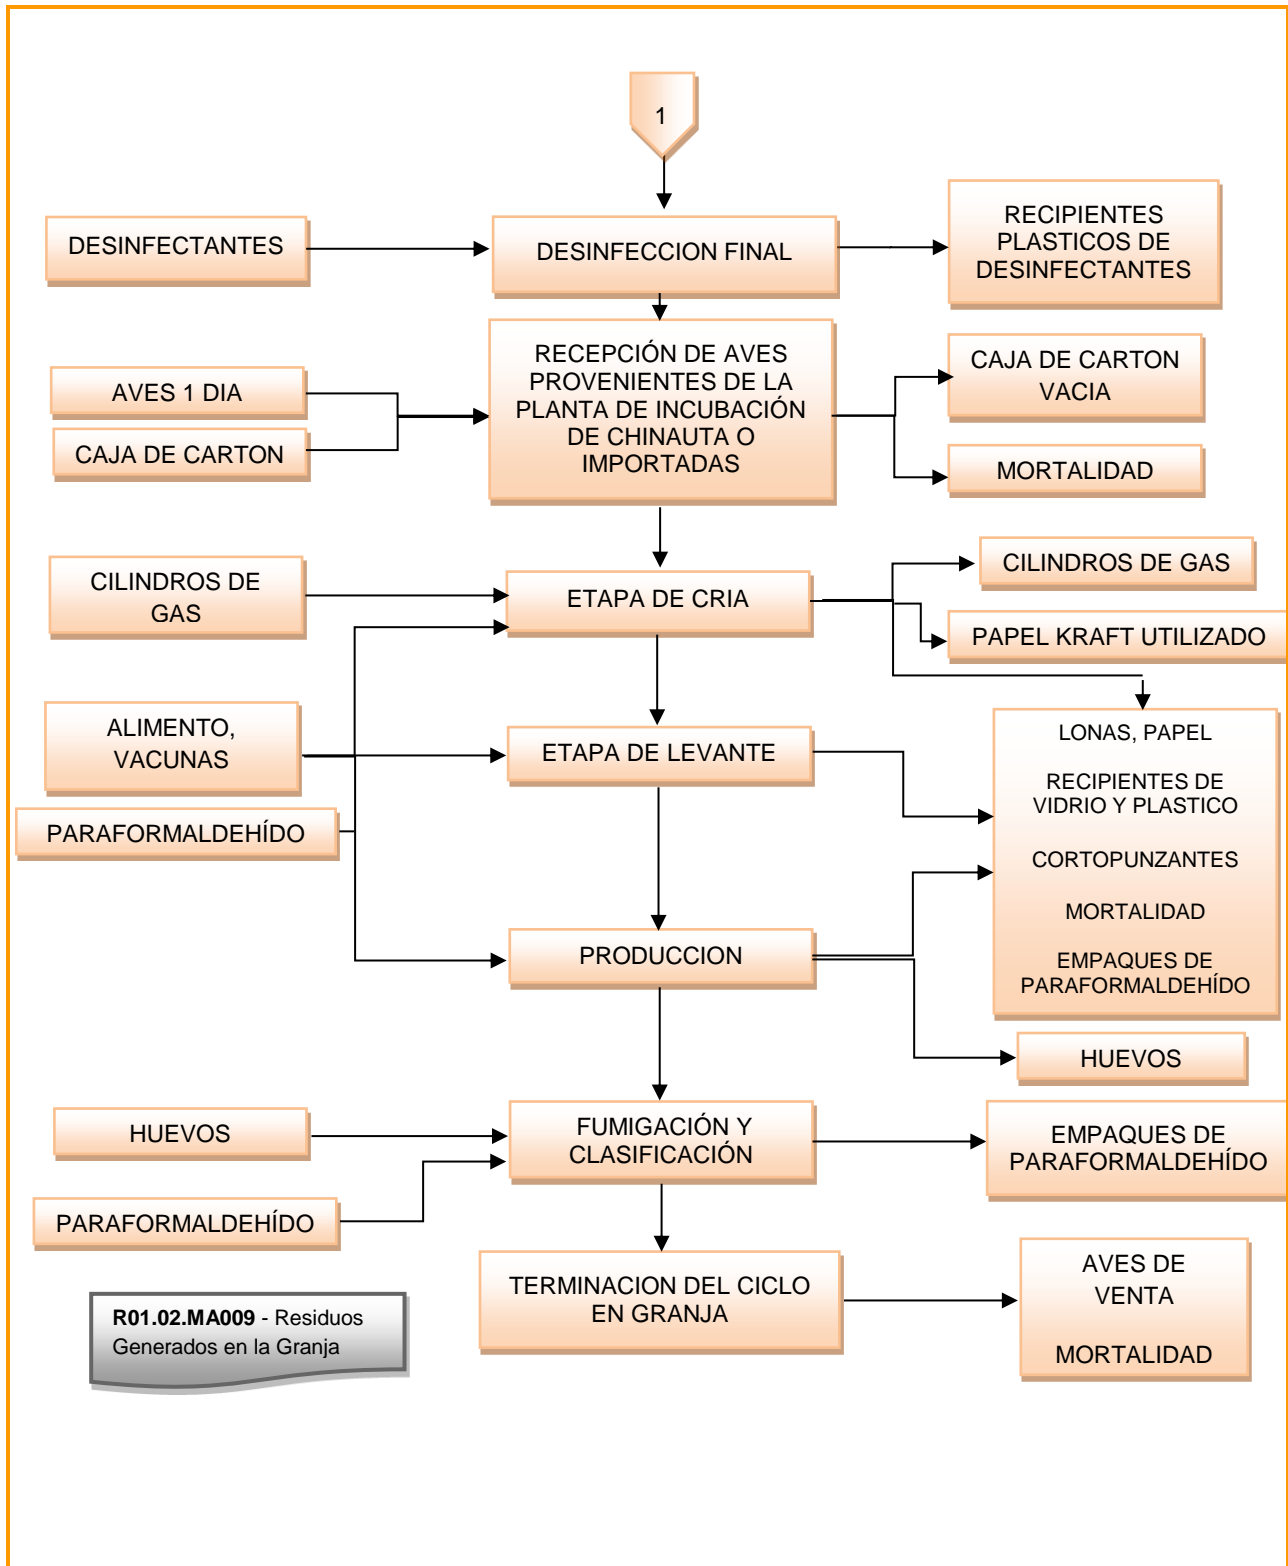 1
DESINFECTANTES
DESINFECCION FINAL
RECIPIENTES
PLASTICOS DE
DESINFECTANTES
AVES 1 DIA
CAJA DE CARTON
RECEPCIÓN DE AVES
PROVENIENTES DE LA
PLANTA DE INCUBACIÓN
DE CHINAUTA O
IMPORTADAS
CAJA DE CARTON
VACIA
MORTALIDAD
CILINDROS DE
GAS
ETAPA DE CRIA
CILINDROS DE GAS
PAPEL KRAFT UTILIZADO
ALIMENTO,
VACUNAS
PARAFORMALDEHÍDO
ETAPA DE LEVANTE
LONAS, PAPEL
RECIPIENTES DE
VIDRIO Y PLASTICO
CORTOPUNZANTES
MORTALIDAD
EMPAQUES DE
PARAFORMALDEHÍDO
PRODUCCION
HUEVOS
HUEVOS
PARAFORMALDEHÍDO
FUMIGACIÓN Y
CLASIFICACIÓN
EMPAQUES DE
PARAFORMALDEHÍDO
TERMINACION DEL CICLO
EN GRANJA
AVES DE
VENTA
MORTALIDAD
R01.02.MA009 - Residuos
Generados en la Granja